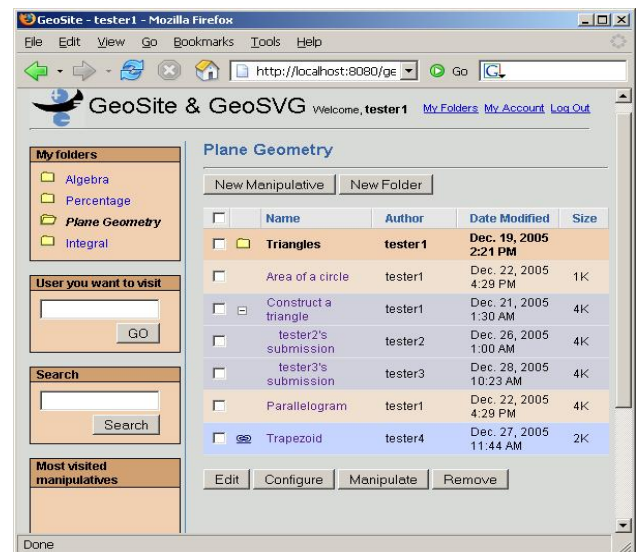 GeoSite - tester1 - Mozilla Firefox
File Edit View Go Bookmarks Tools Help
http://localhost:8080/ge Go G
GeoSite & GeoSVG Welcome, tester1 My Folders My Account Log Out
My folders
Algebra
Percentage
Plane Geometry
Integral
User you want to visit
GO
Search
Search
Most visited
manipulatives
Plane Geometry
New Manipulative New Folder
Name Author Date Modified Size
Triangles tester1 Dec. 19, 2005
2:21 PM
Area of a circle tester1 Dec. 22, 2005
4:29 PM 1K
Construct a
triangle tester1 Dec. 21, 2005
1:30 AM 4K
tester2's
submission tester2 Dec. 26, 2005
1:00 AM 4K
tester3's
submission tester3 Dec. 28, 2005
10:23 AM 4K
Parallelogram tester1 Dec. 22, 2005
4:29 PM 4K
Trapezoid tester4 Dec. 27, 2005
11:44 AM 2K
Edit Configure Manipulate Remove
Done